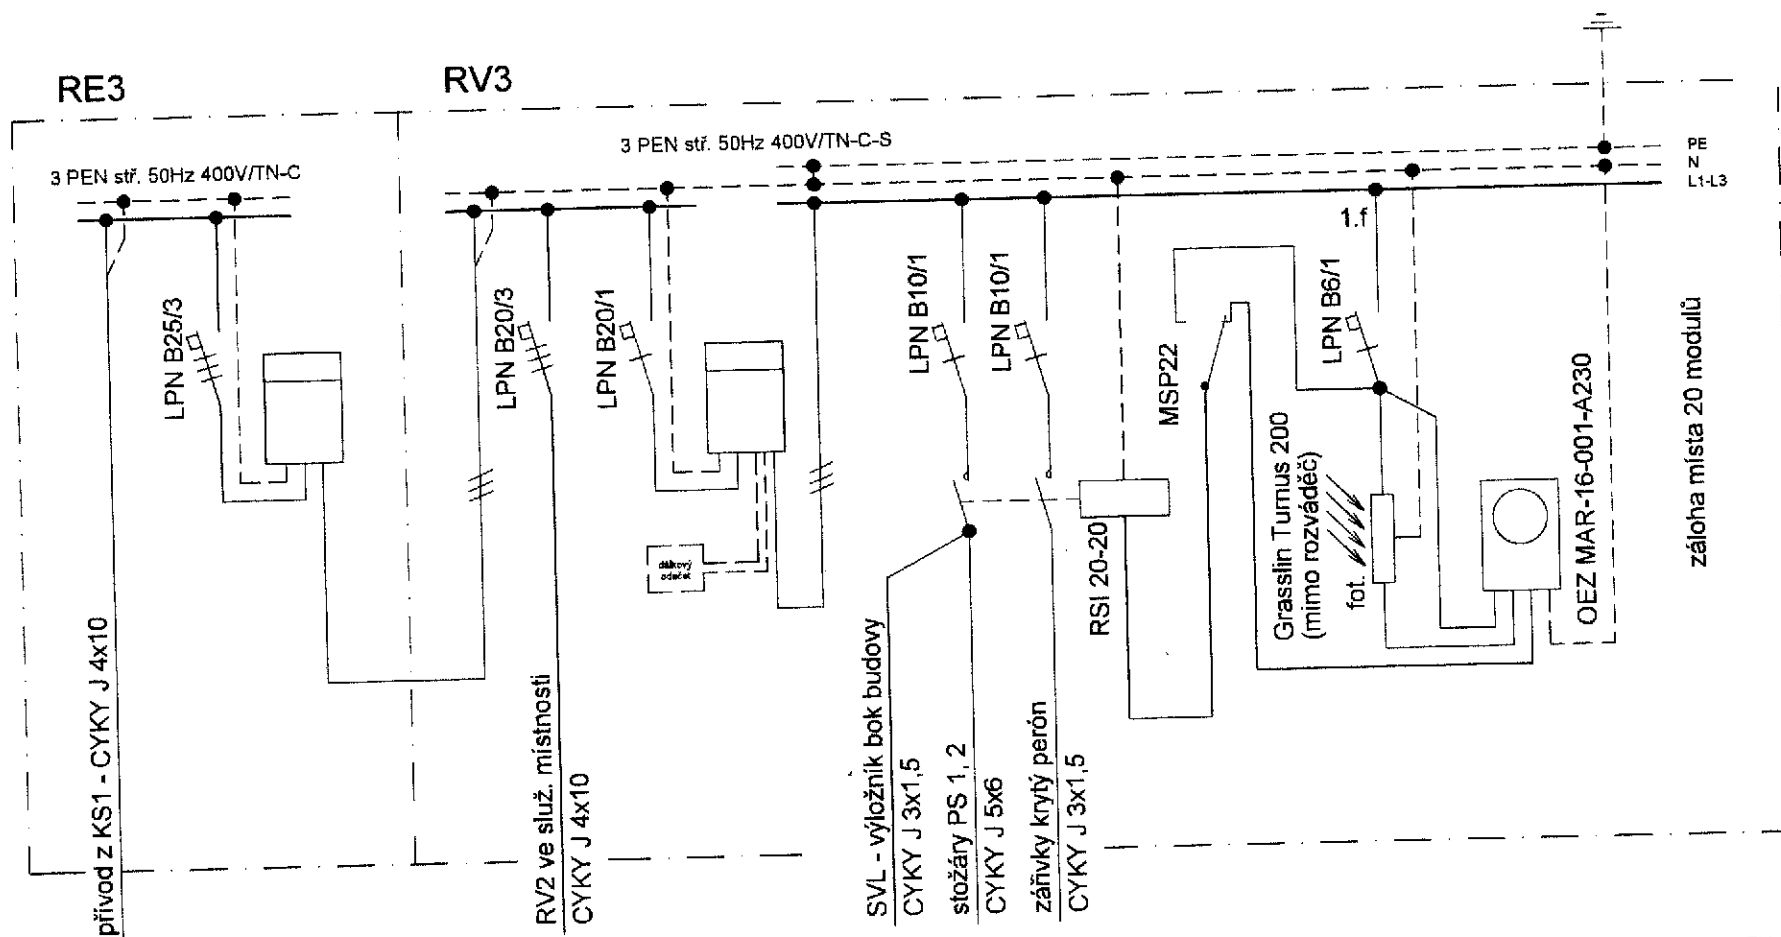 RE3
RV3
3 PEN stř. 50Hz 400V/TN-C
3 PEN stř. 50Hz 400V/TN-C-S
PE
N
L1-L3
1.f
LPN B25/3
LPN B20/3
LPN B20/1
LPN B10/1
LPN B10/1
MSP22
LPN B6/1
Grasslin Turnus 200
(mimo rozváděč)
fot.
RSI 20-20
OEZ MAR-16-001-A230
záloha místa 20 modulů
dálkový
odečet
přívod z KS1 - CYKY J 4x10
RV2 ve služ. místnosti
CYKY J 4x10
SVL - výložník bok budovy
CYKY J 3x1,5
stožáry PS 1, 2
CYKY J 5x6
zářivky krytý perón
CYKY J 3x1,5